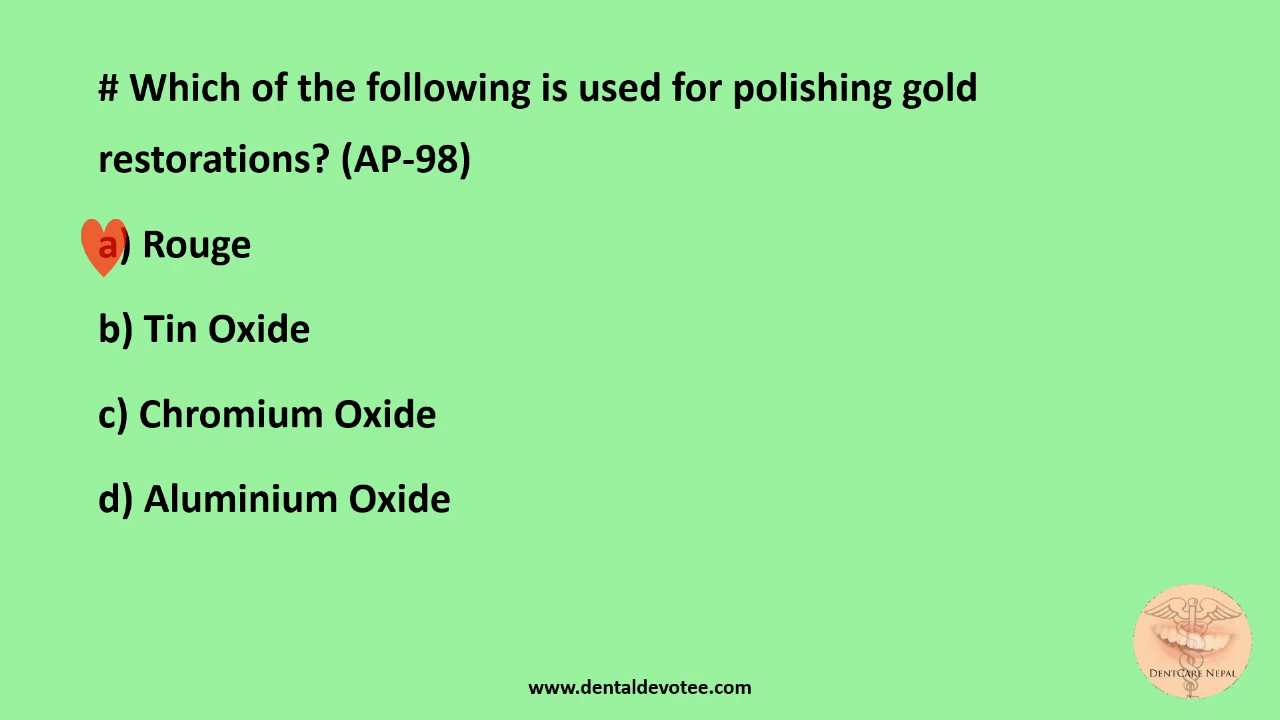 # Which of the following is used for polishing gold
restorations? (AP-98)
a) Rouge
b) Tin Oxide
c) Chromium Oxide
d) Aluminium Oxide
DENTCARE NEPAL
www.dentaldevotee.com